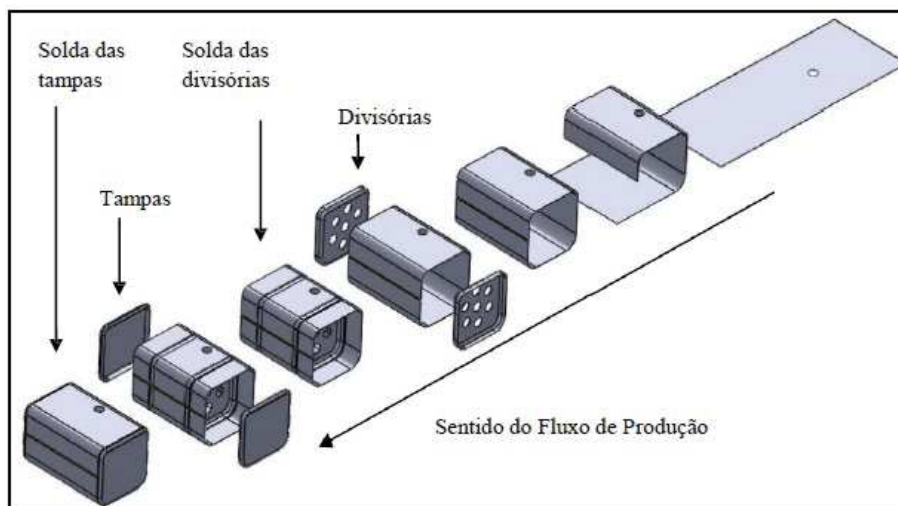 Solda das
tampas
Solda das
divisórias
Divisórias
Tampas
Sentido do Fluxo de Produção